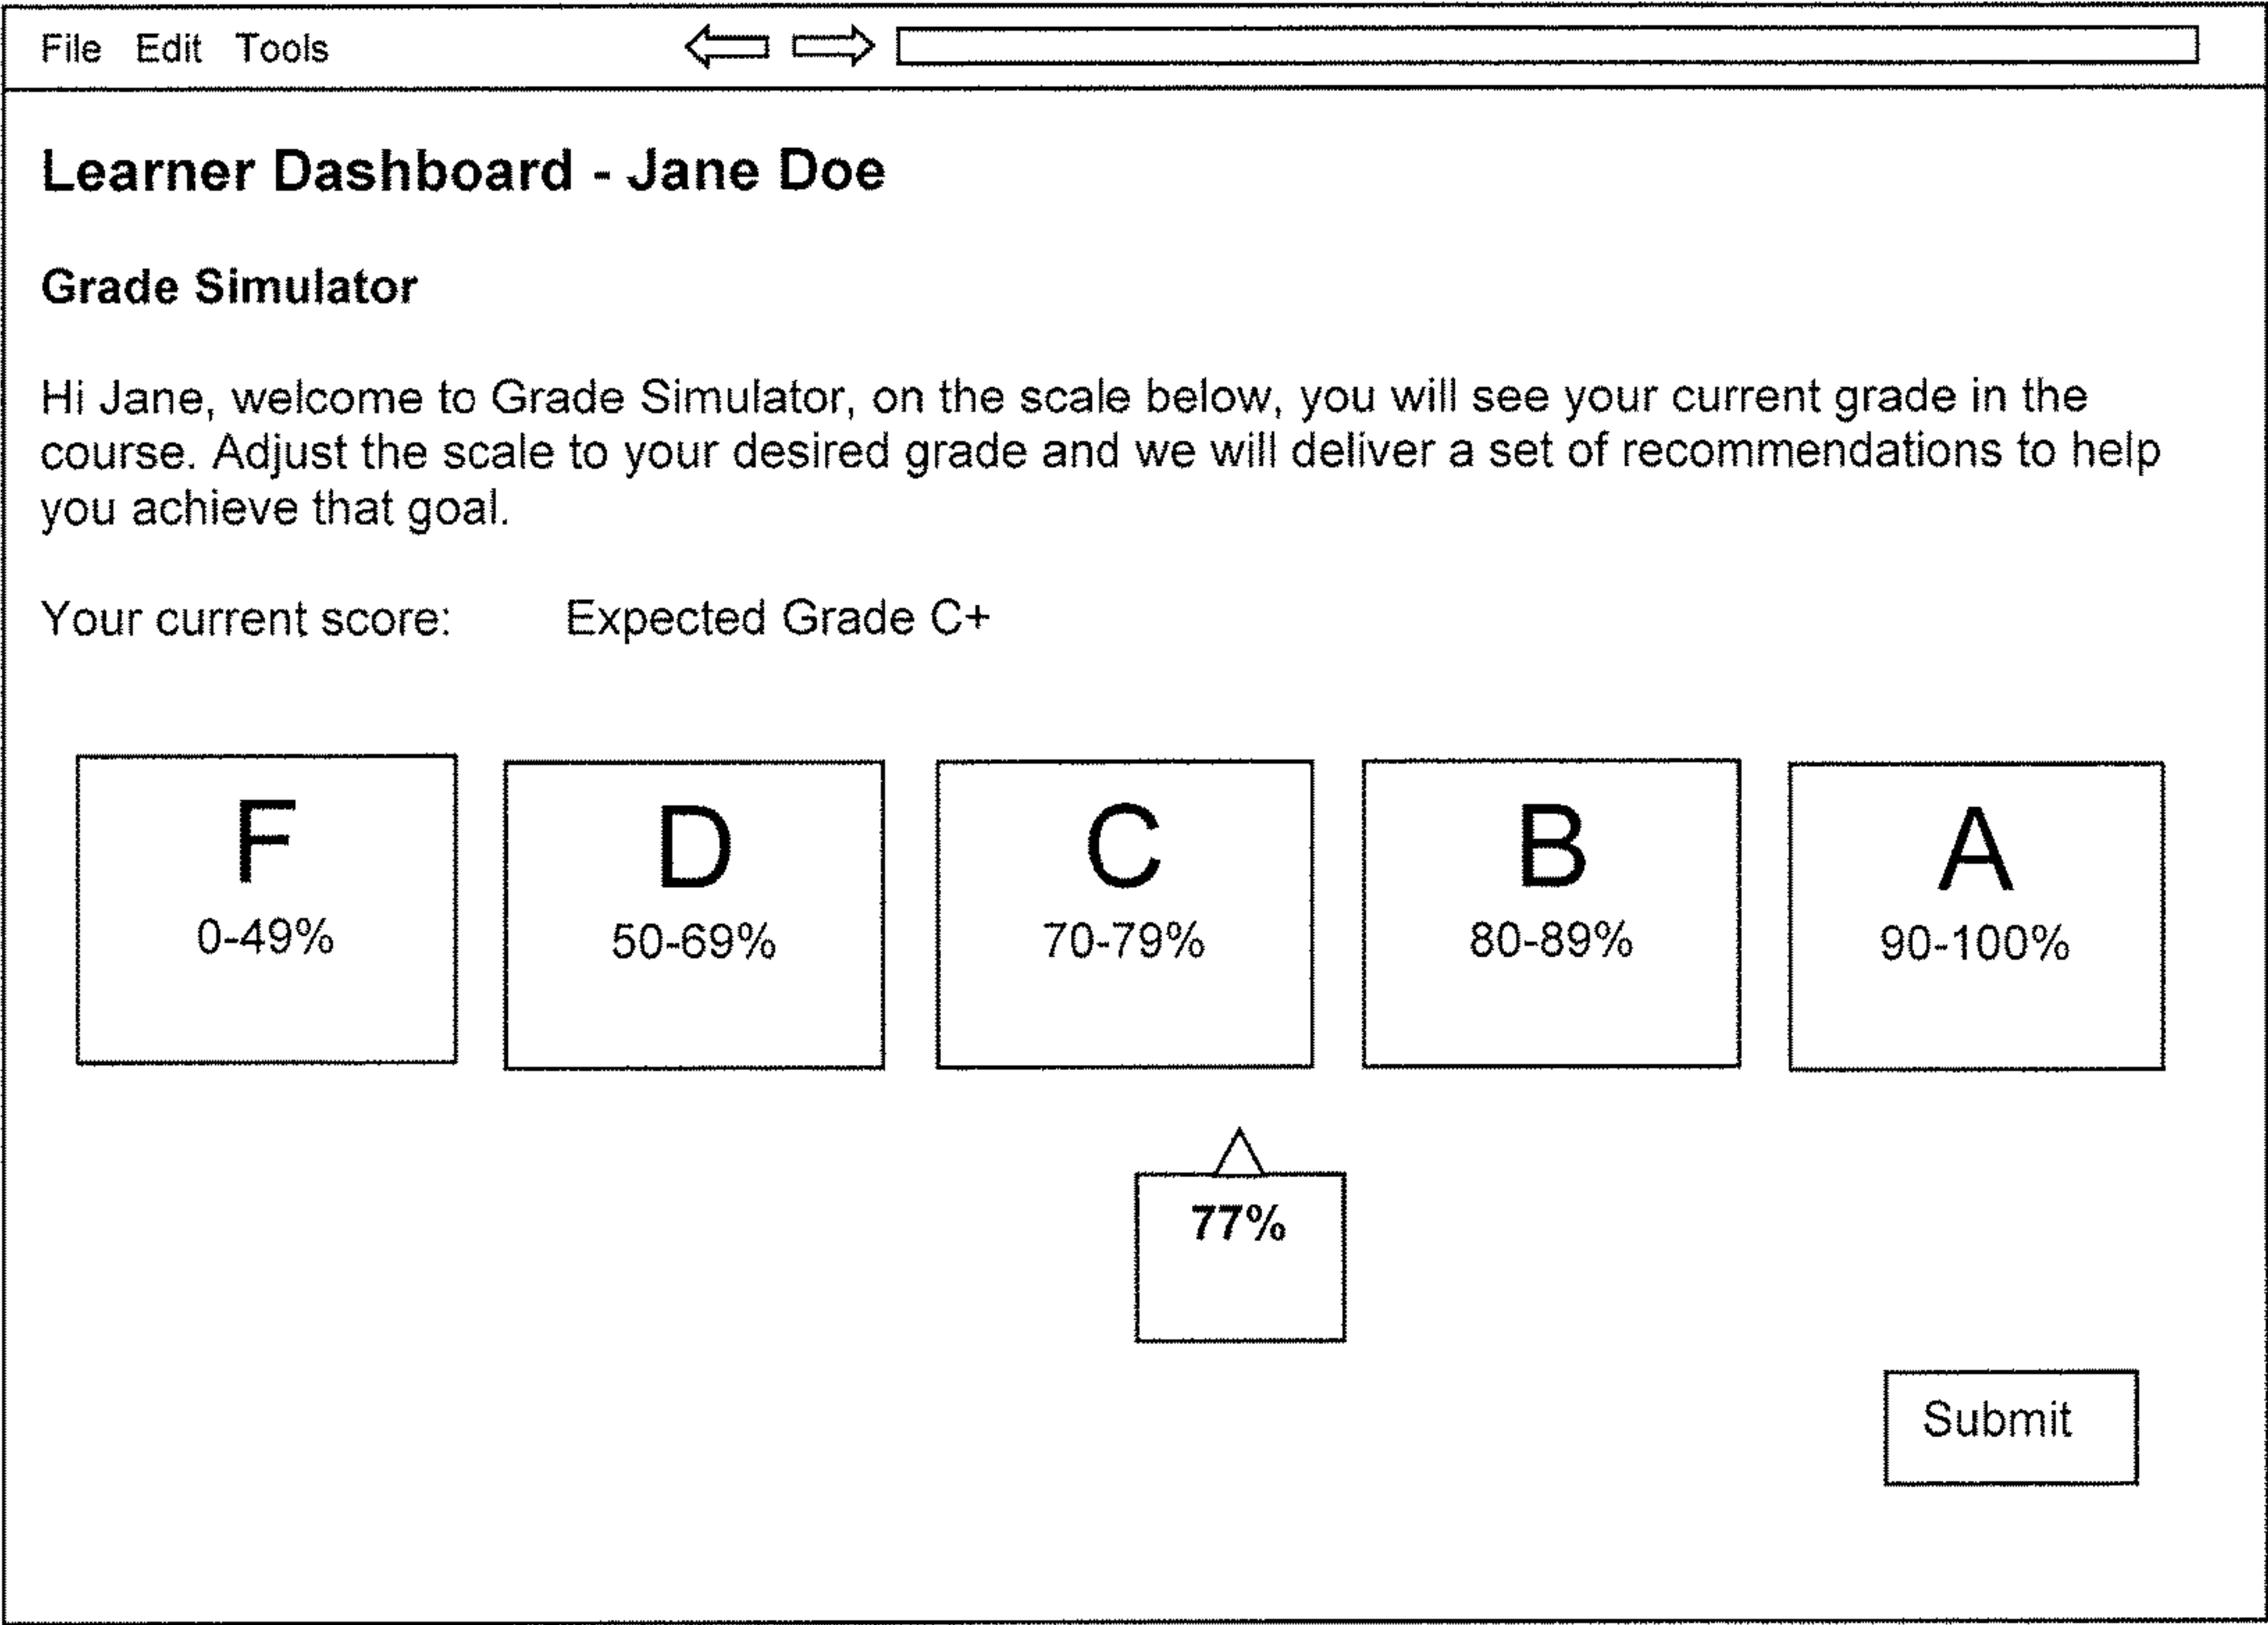 File Edit Tools
Learner Dashboard - Jane Doe
Grade Simulator
Hi Jane, welcome to Grade Simulator, on the scale below, you will see your current grade in the
course. Adjust the scale to your desired grade and we will deliver a set of recommendations to help
you achieve that goal.
Your current score: Expected Grade C+
F D C B A
0-49% 50-69% 70-79% 80-89% 90-100%
77%
Submit